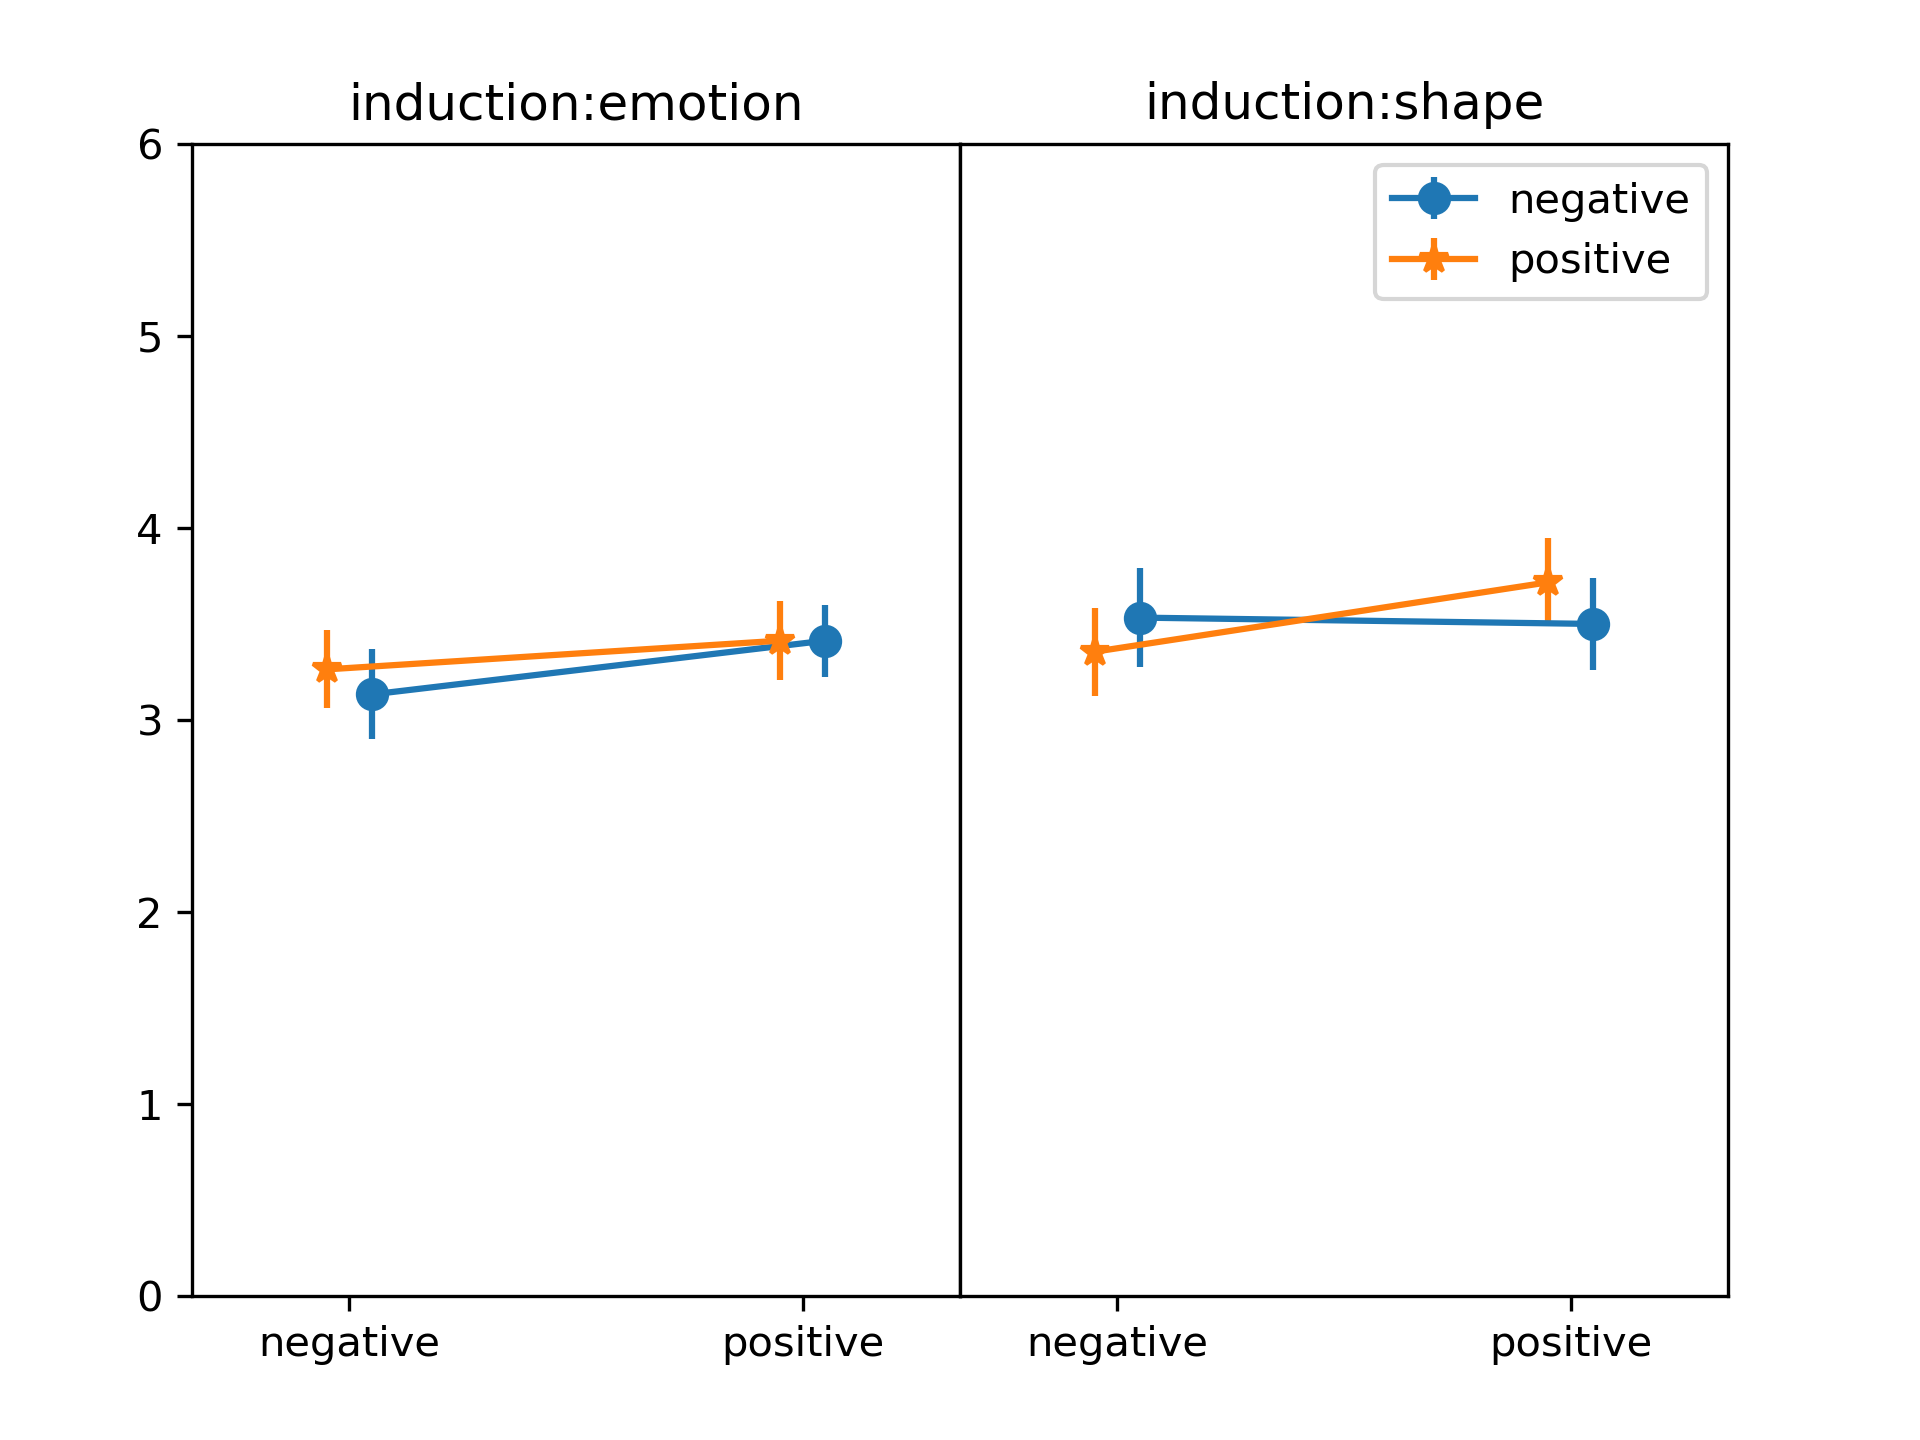 induction:emotion
induction:shape
6
5
4
3
2
1
0
negative
positive
negative
positive
negative
positive